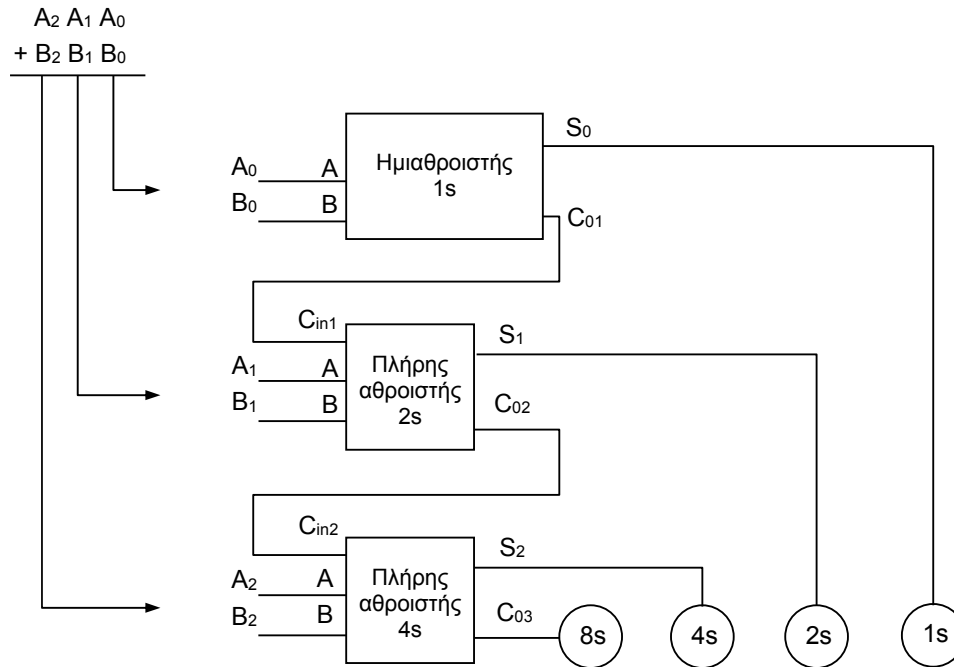 A2 A1 A0
+ B2 B1 B0
S0
A0 A
B0 B
Ημιαθροιστής
1s
C01
Cin1
S1
A1 A
B1 B
Πλήρης
αθροιστής
2s
C02
Cin2
S2
A2 A
B2 B
Πλήρης
αθροιστής
4s
C03
8s 4s 2s 1s